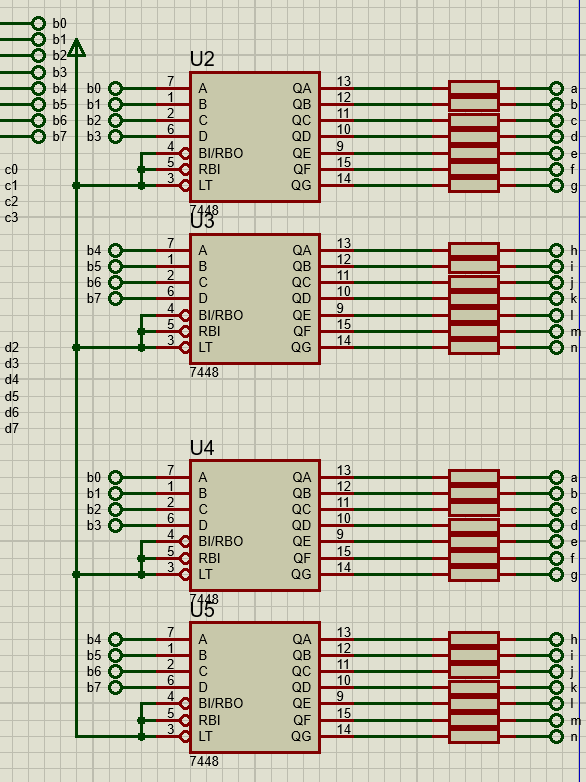 b0
b1
b2
b3
b4
b5
b6
b7
c0
c1
c2
c3
d2
d3
d4
d5
d6
d7
U2
b0 7 A QA 13 a
b1 1 B QB 12 b
b2 2 C QC 11 c
b3 6 D QD 10 d
4 BI/RBO QE 9 e
5 RBI QF 15 f
3 LT QG 14 g
7448
U3
b4 7 A QA 13 h
b5 1 B QB 12 i
b6 2 C QC 11 j
b7 6 D QD 10 k
4 BI/RBO QE 9 l
5 RBI QF 15 m
3 LT QG 14 n
7448
U4
b0 7 A QA 13 a
b1 1 B QB 12 b
b2 2 C QC 11 c
b3 6 D QD 10 d
4 BI/RBO QE 9 e
5 RBI QF 15 f
3 LT QG 14 g
7448
U5
b4 7 A QA 13 h
b5 1 B QB 12 i
b6 2 C QC 11 j
b7 6 D QD 10 k
4 BI/RBO QE 9 l
5 RBI QF 15 m
3 LT QG 14 n
7448